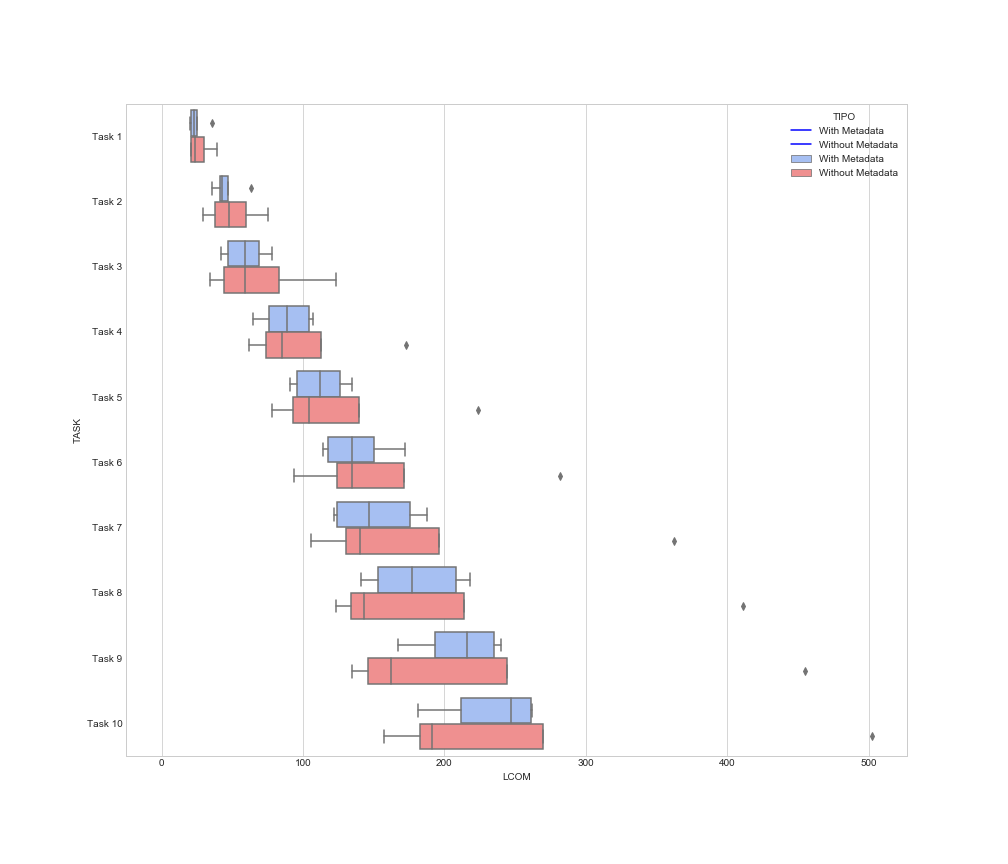 TIPO
With Metadata
Without Metadata
With Metadata
Without Metadata
Task 1
Task 2
Task 3
Task 4
Task 5
Task 6
Task 7
Task 8
Task 9
Task 10
TASK
0 100 200 300 400 500
LCOM